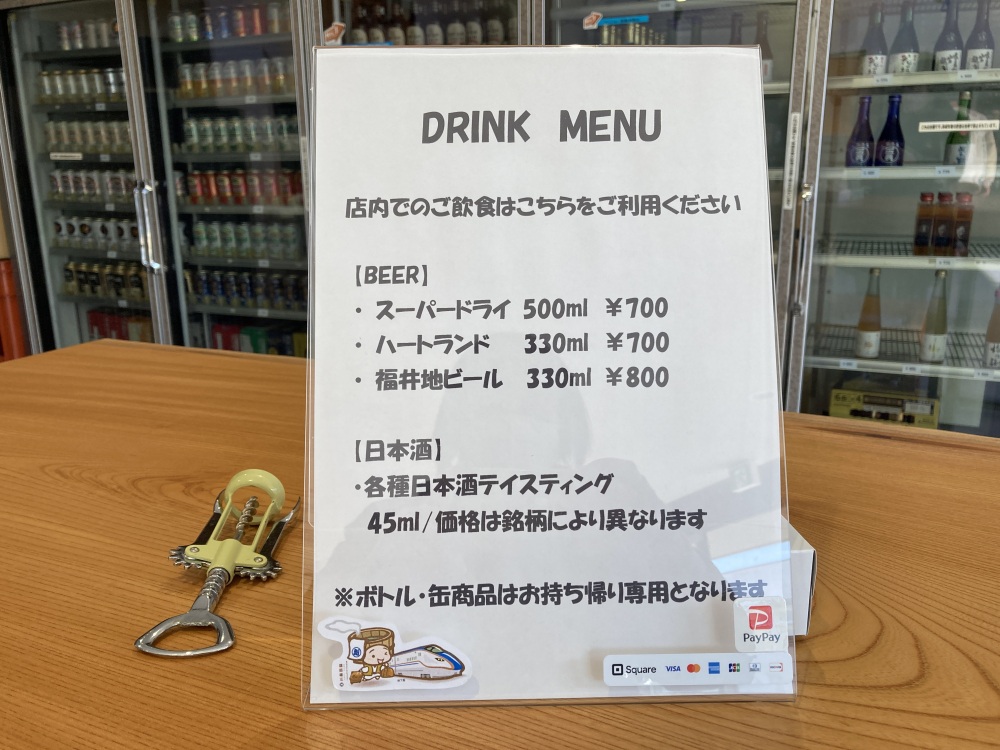 DRINK MENU
店内でのご飲食はこちらをご利用ください
【BEER】
・ スーパードライ 500ml ￥700
・ ハートランド 330ml ￥700
・ 福井地ビール 330ml ￥800
【日本酒】
・各種日本酒テイスティング
45ml/価格は銘柄により異なります
※ボトル・缶商品はお持ち帰り専用となります
PayPay
Square VISA